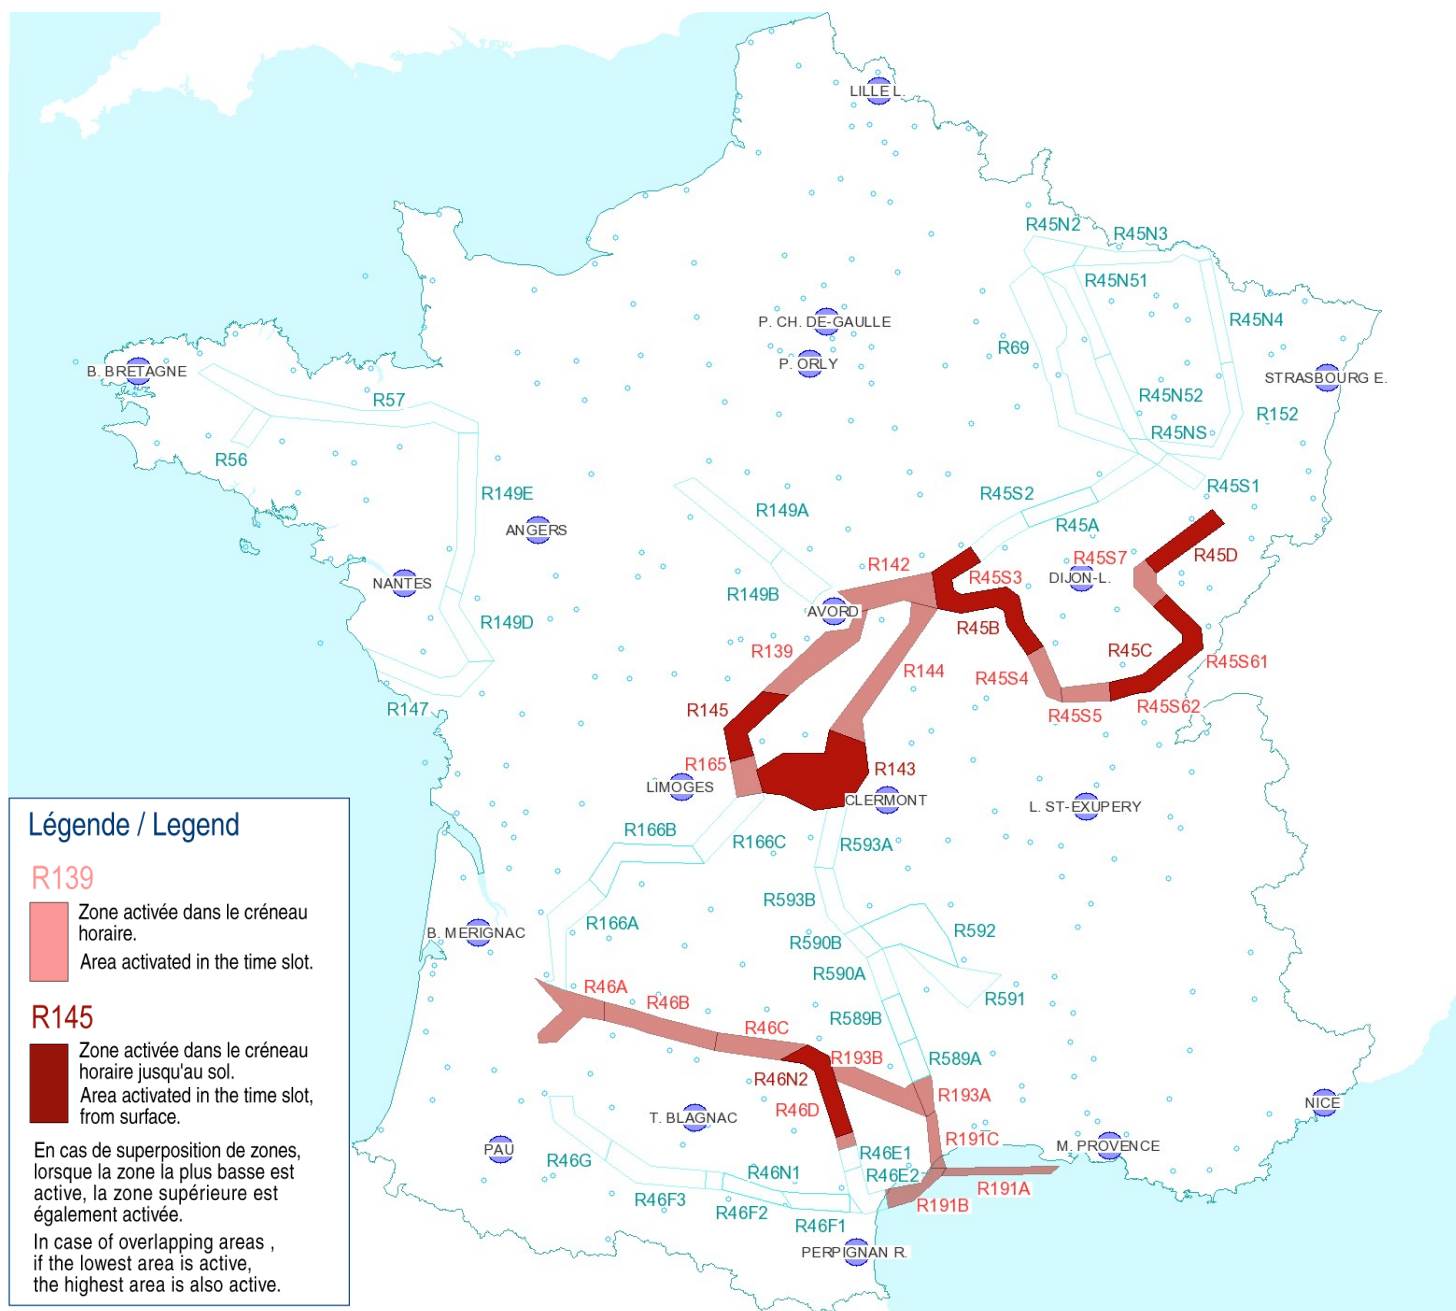 LILLE L.
R45N2
R45N3
R45N51
P. CH. DE-GAULLE
R45N4
R69
P. ORLY
B. BRETAGNE
STRASBOURG E.
R57
R45N52
R152
R45NS
R56
R149E
R45S2
R45S1
R149A
R45A
ANGERS
R142
R45S7
R45D
R45S3
DIJON-L.
NANTES
R149B
AVORD
R149D
R45B
R139
R45C
R45S61
R144
R45S4
R147
R145
R45S5
R45S62
R165
R143
LIMOGES
CLERMONT
L. ST-EXUPERY
R166B
R166C
R593A
R593B
R166A
B. MERIGNAC
R592
R590B
R590A
R46A
R46B
R591
R46C
R589B
R193B
R589A
R46N2
R193A
R46D
T. BLAGNAC
NICE
PAU
R191C
M. PROVENCE
R46G
R46E1
R46N1
R46E2
R191A
R46F3
R46F2
R191B
R46F1
PERPIGNAN R.
Légende / Legend
R139
Zone activée dans le créneau
horaire.
Area activated in the time slot.
R145
Zone activée dans le créneau
horaire jusqu'au sol.
Area activated in the time slot,
from surface.
En cas de superposition de zones,
lorsque la zone la plus basse est
active, la zone supérieure est
également activée.
In case of overlapping areas ,
if the lowest area is active,
the highest area is also active.